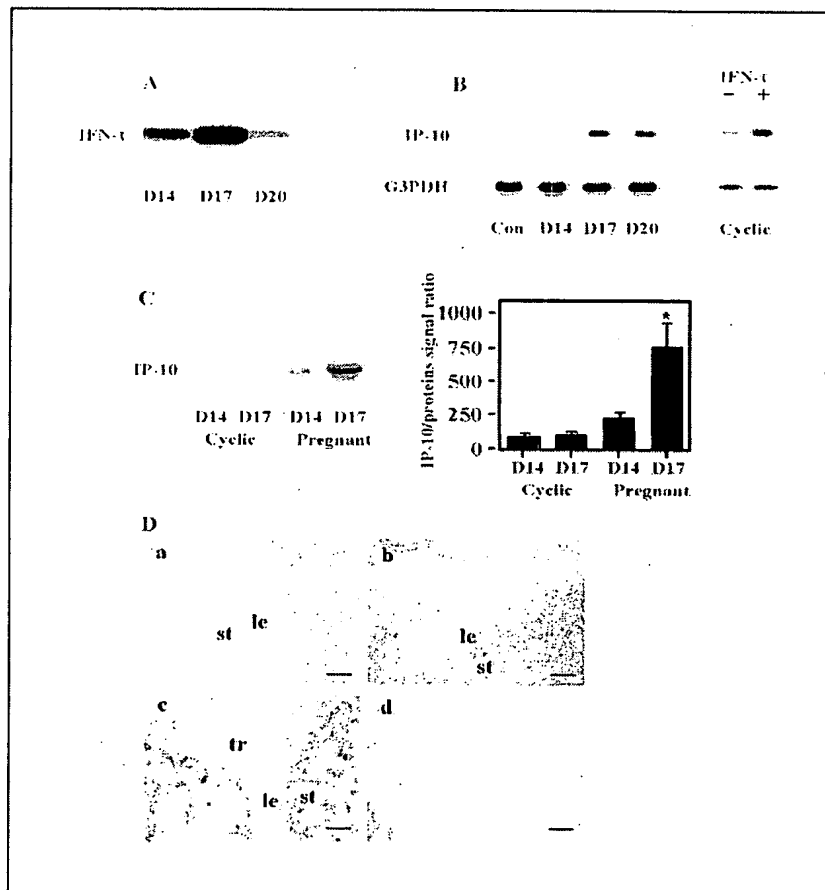 A
IFN-τ
D14 D17 D20
B
IFN-τ
- +
IP-10
G3PDH
Con D14 D17 D20
Cyclic
C
IP-10
D14 D17 D14 D17
Cyclic Pregnant
IP-10/proteins signal ratio
1000
750
500
250
0
*
D14 D17 D14 D17
Cyclic Pregnant
D
a
le
st
b
le
st
c
tr
le
st
d